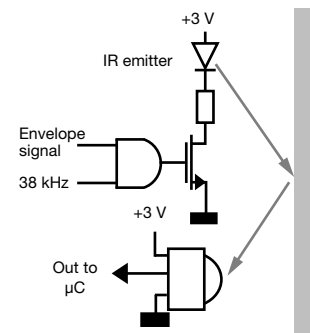 +3 V
IR emitter
Envelope
signal
38 kHz
+3 V
Out to
µC